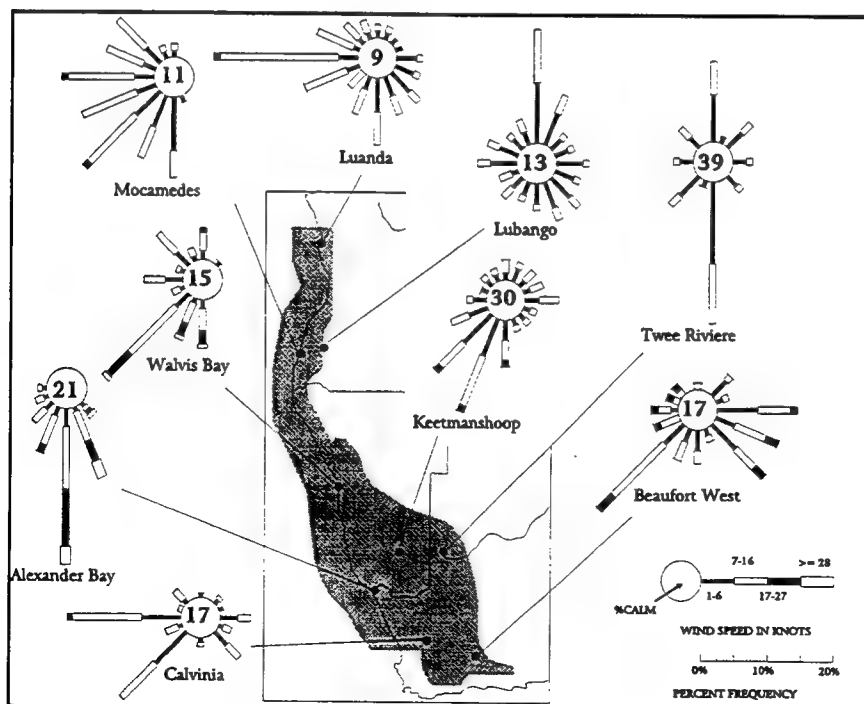 11
Mocamedes
9
Luanda
13
Lubango
39
Twee Riviere
15
Walvis Bay
30
Keetmanshoop
21
Alexander Bay
17
Beaufort West
17
Calvinia
7-16
>= 28
1-6
17-27
%CALM
WIND SPEED IN KNOTS
0%
10%
20%
PERCENT FREQUENCY